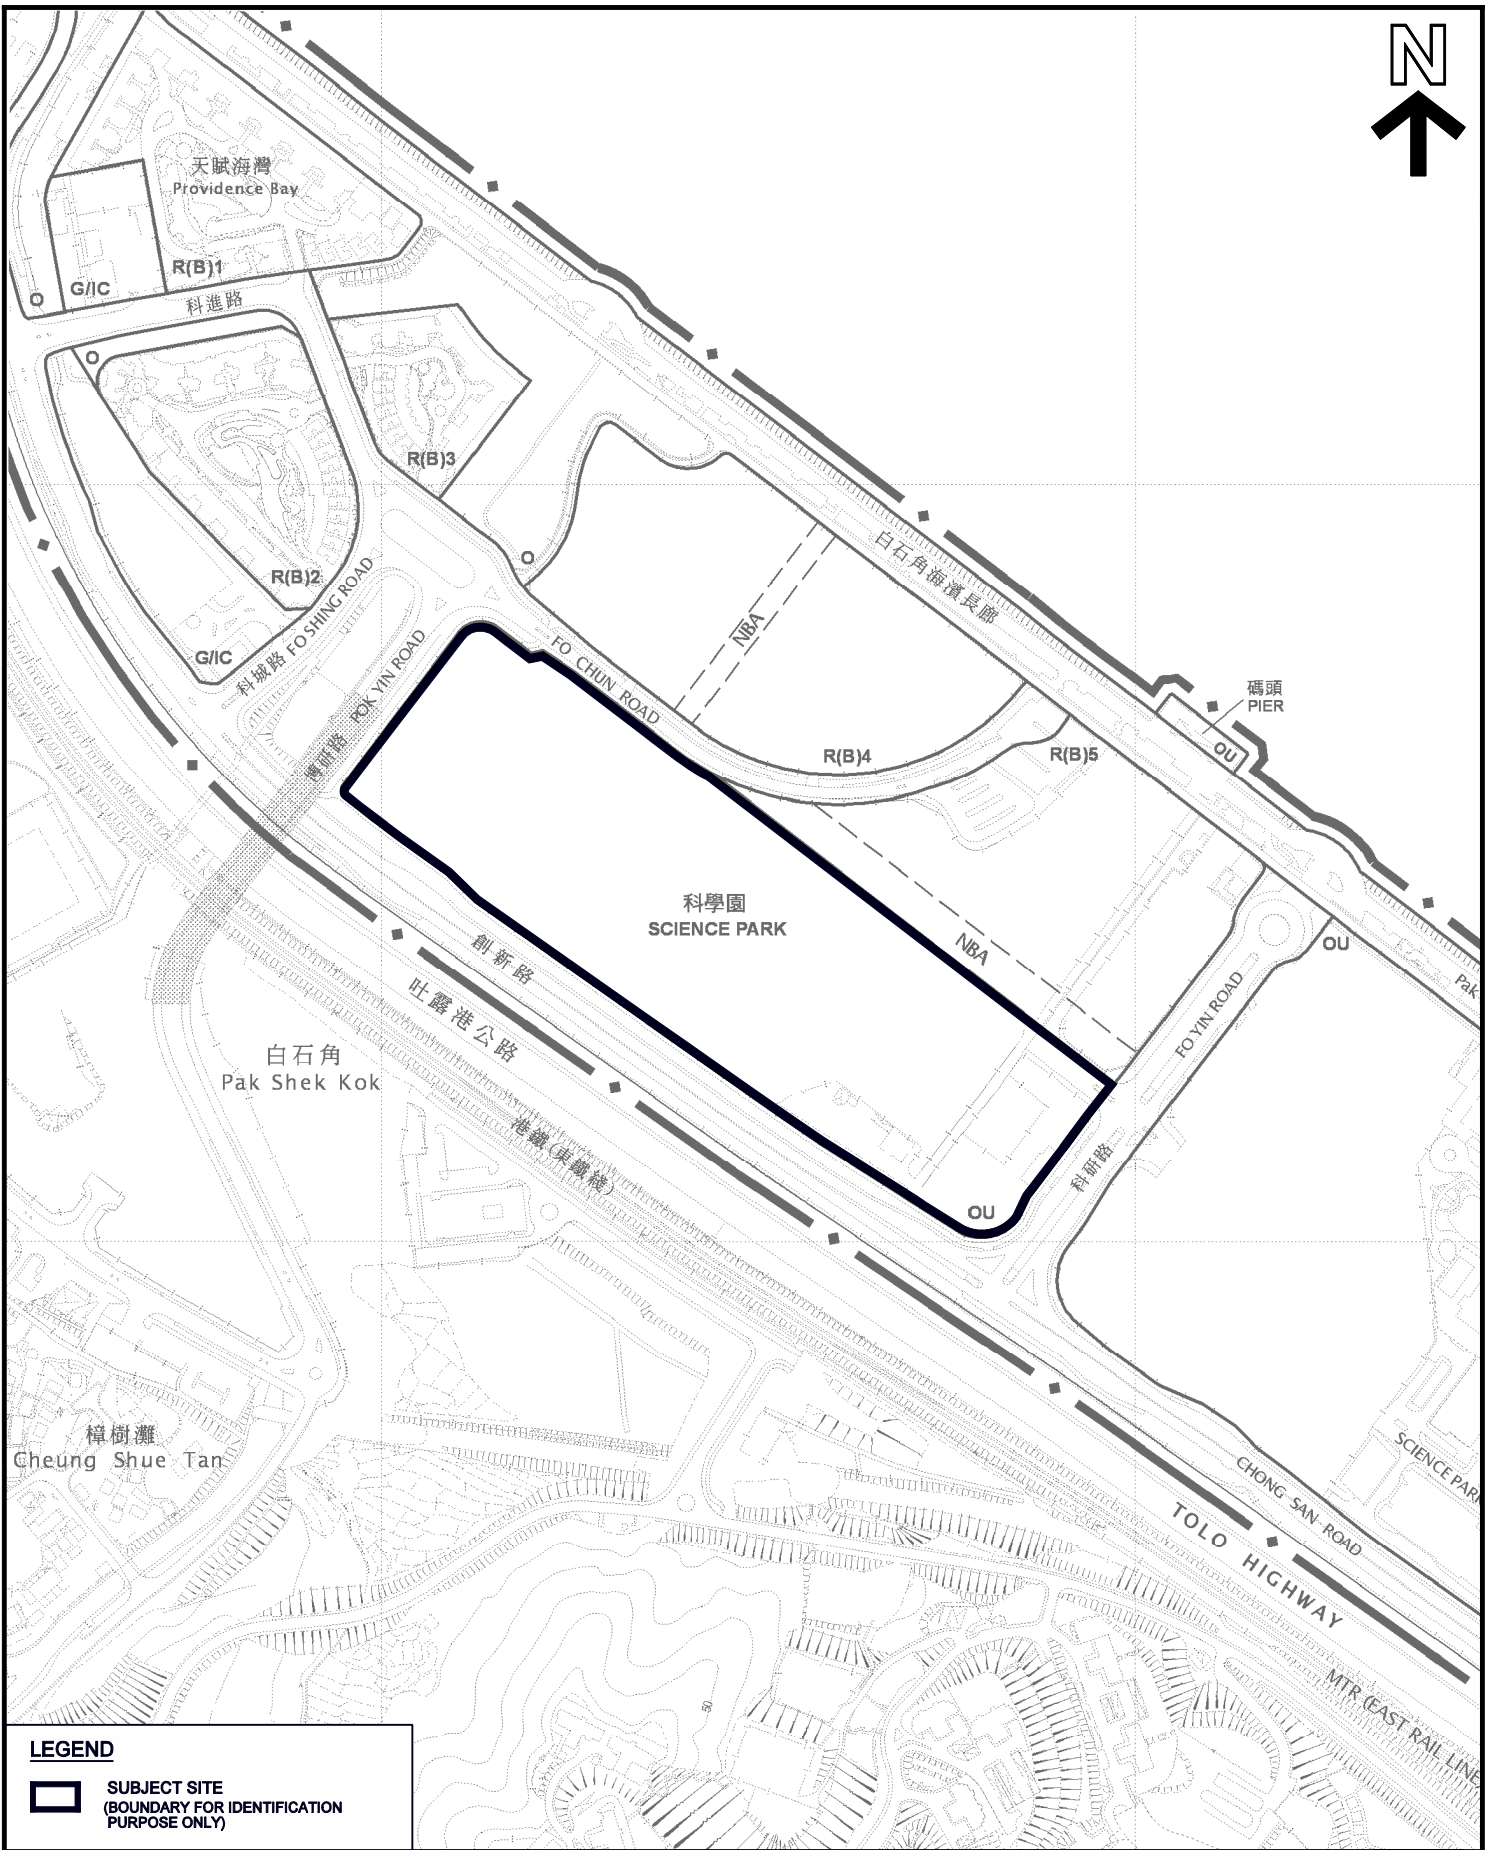 N
天賦海灣
Providence Bay
R(B)1
G/IC
O
科進路
O
R(B)3
R(B)2
科城路 FO SHING ROAD
G/IC
O
白石角海濱長廊
NBA
博研路 POK YIN ROAD
FO CHUN ROAD
碼頭
PIER
OU
R(B)4
R(B)5
科學園
SCIENCE PARK
NBA
OU
Pak
FO YIN ROAD
創新路
吐露港公路
白石角
Pak Shek Kok
港鐵(東鐵綫)
科研路
OU
樟樹灘
Cheung Shue Tan
SCIENCE PARK
CHONG SAN ROAD
TOLO HIGHWAY
MTR (EAST RAIL LINE)
50
LEGEND
SUBJECT SITE
(BOUNDARY FOR IDENTIFICATION
PURPOSE ONLY)